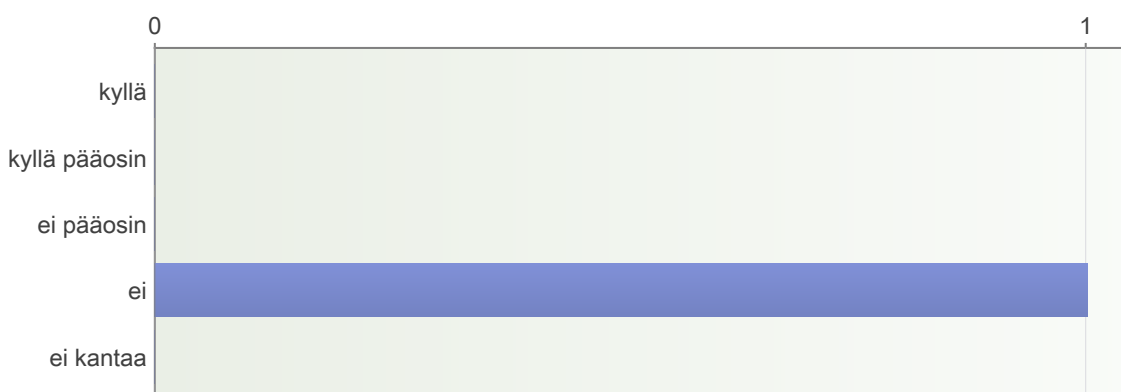 0 1
kyllä
kyllä pääosin
ei pääosin
ei
ei kantaa